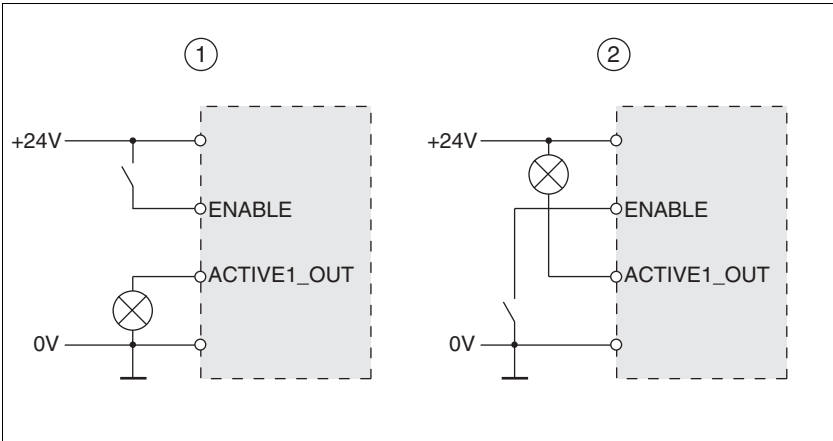 1
+24V
ENABLE
ACTIVE1_OUT
0V
2
+24V
ENABLE
ACTIVE1_OUT
0V